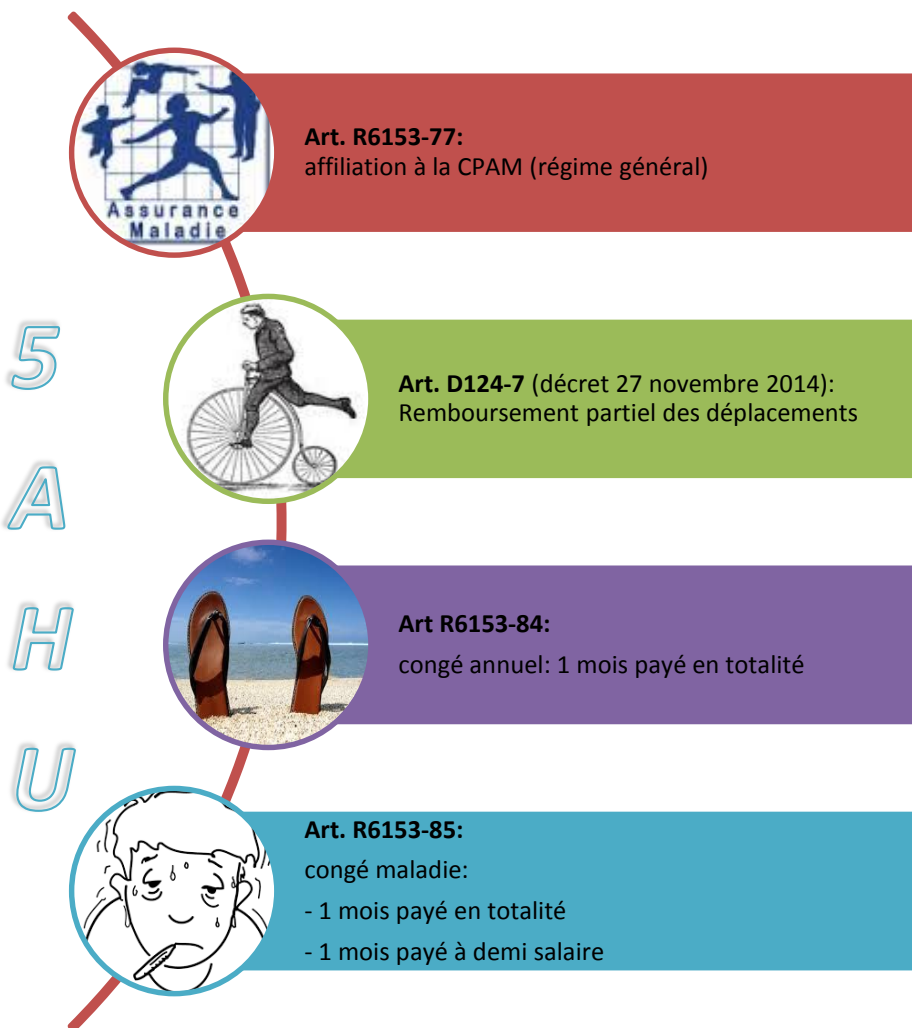 Assurance
Maladie
Art. R6153-77:
affiliation à la CPAM (régime général)
5
A
H
U
Art. D124-7 (décret 27 novembre 2014):
Remboursement partiel des déplacements
Art R6153-84:
congé annuel: 1 mois payé en totalité
Art. R6153-85:
congé maladie:
- 1 mois payé en totalité
- 1 mois payé à demi salaire